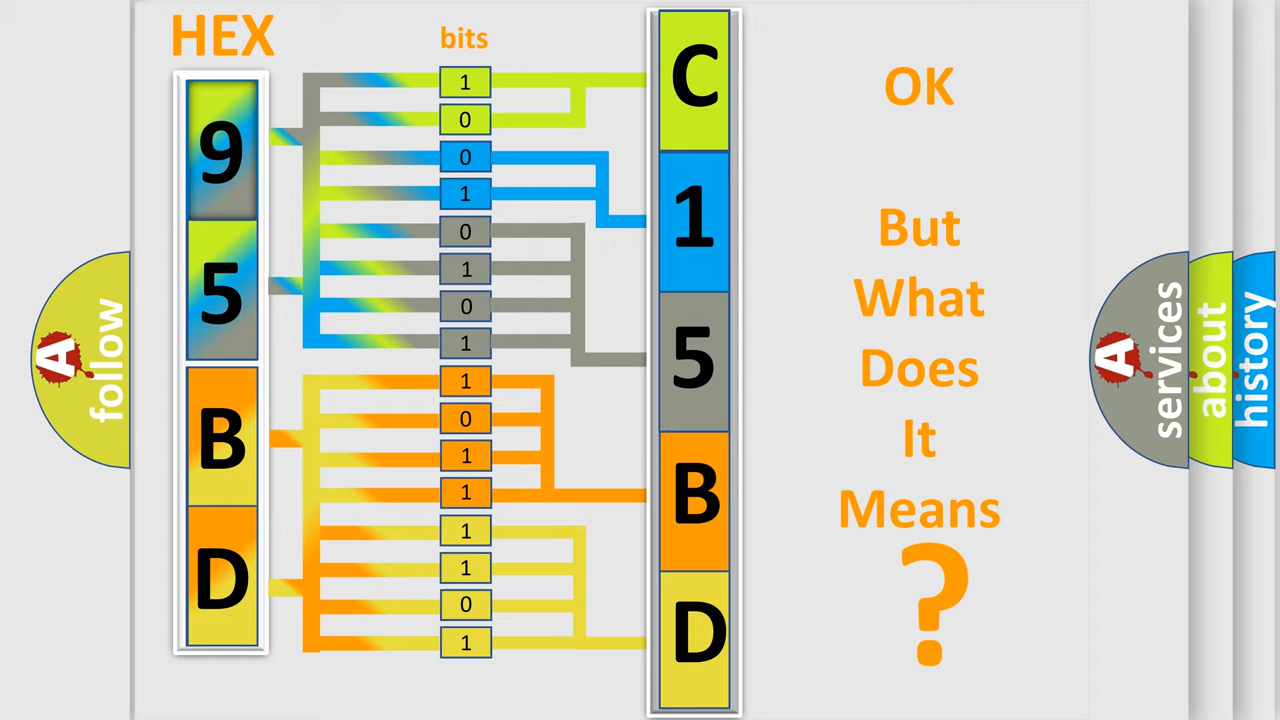 HEX
bits
9
5
B
D
1
0
0
1
0
1
0
1
1
0
1
1
1
1
0
1
C
1
5
B
D
OK
But
What
Does
It
Means
?
A
follow
A
services
about
history